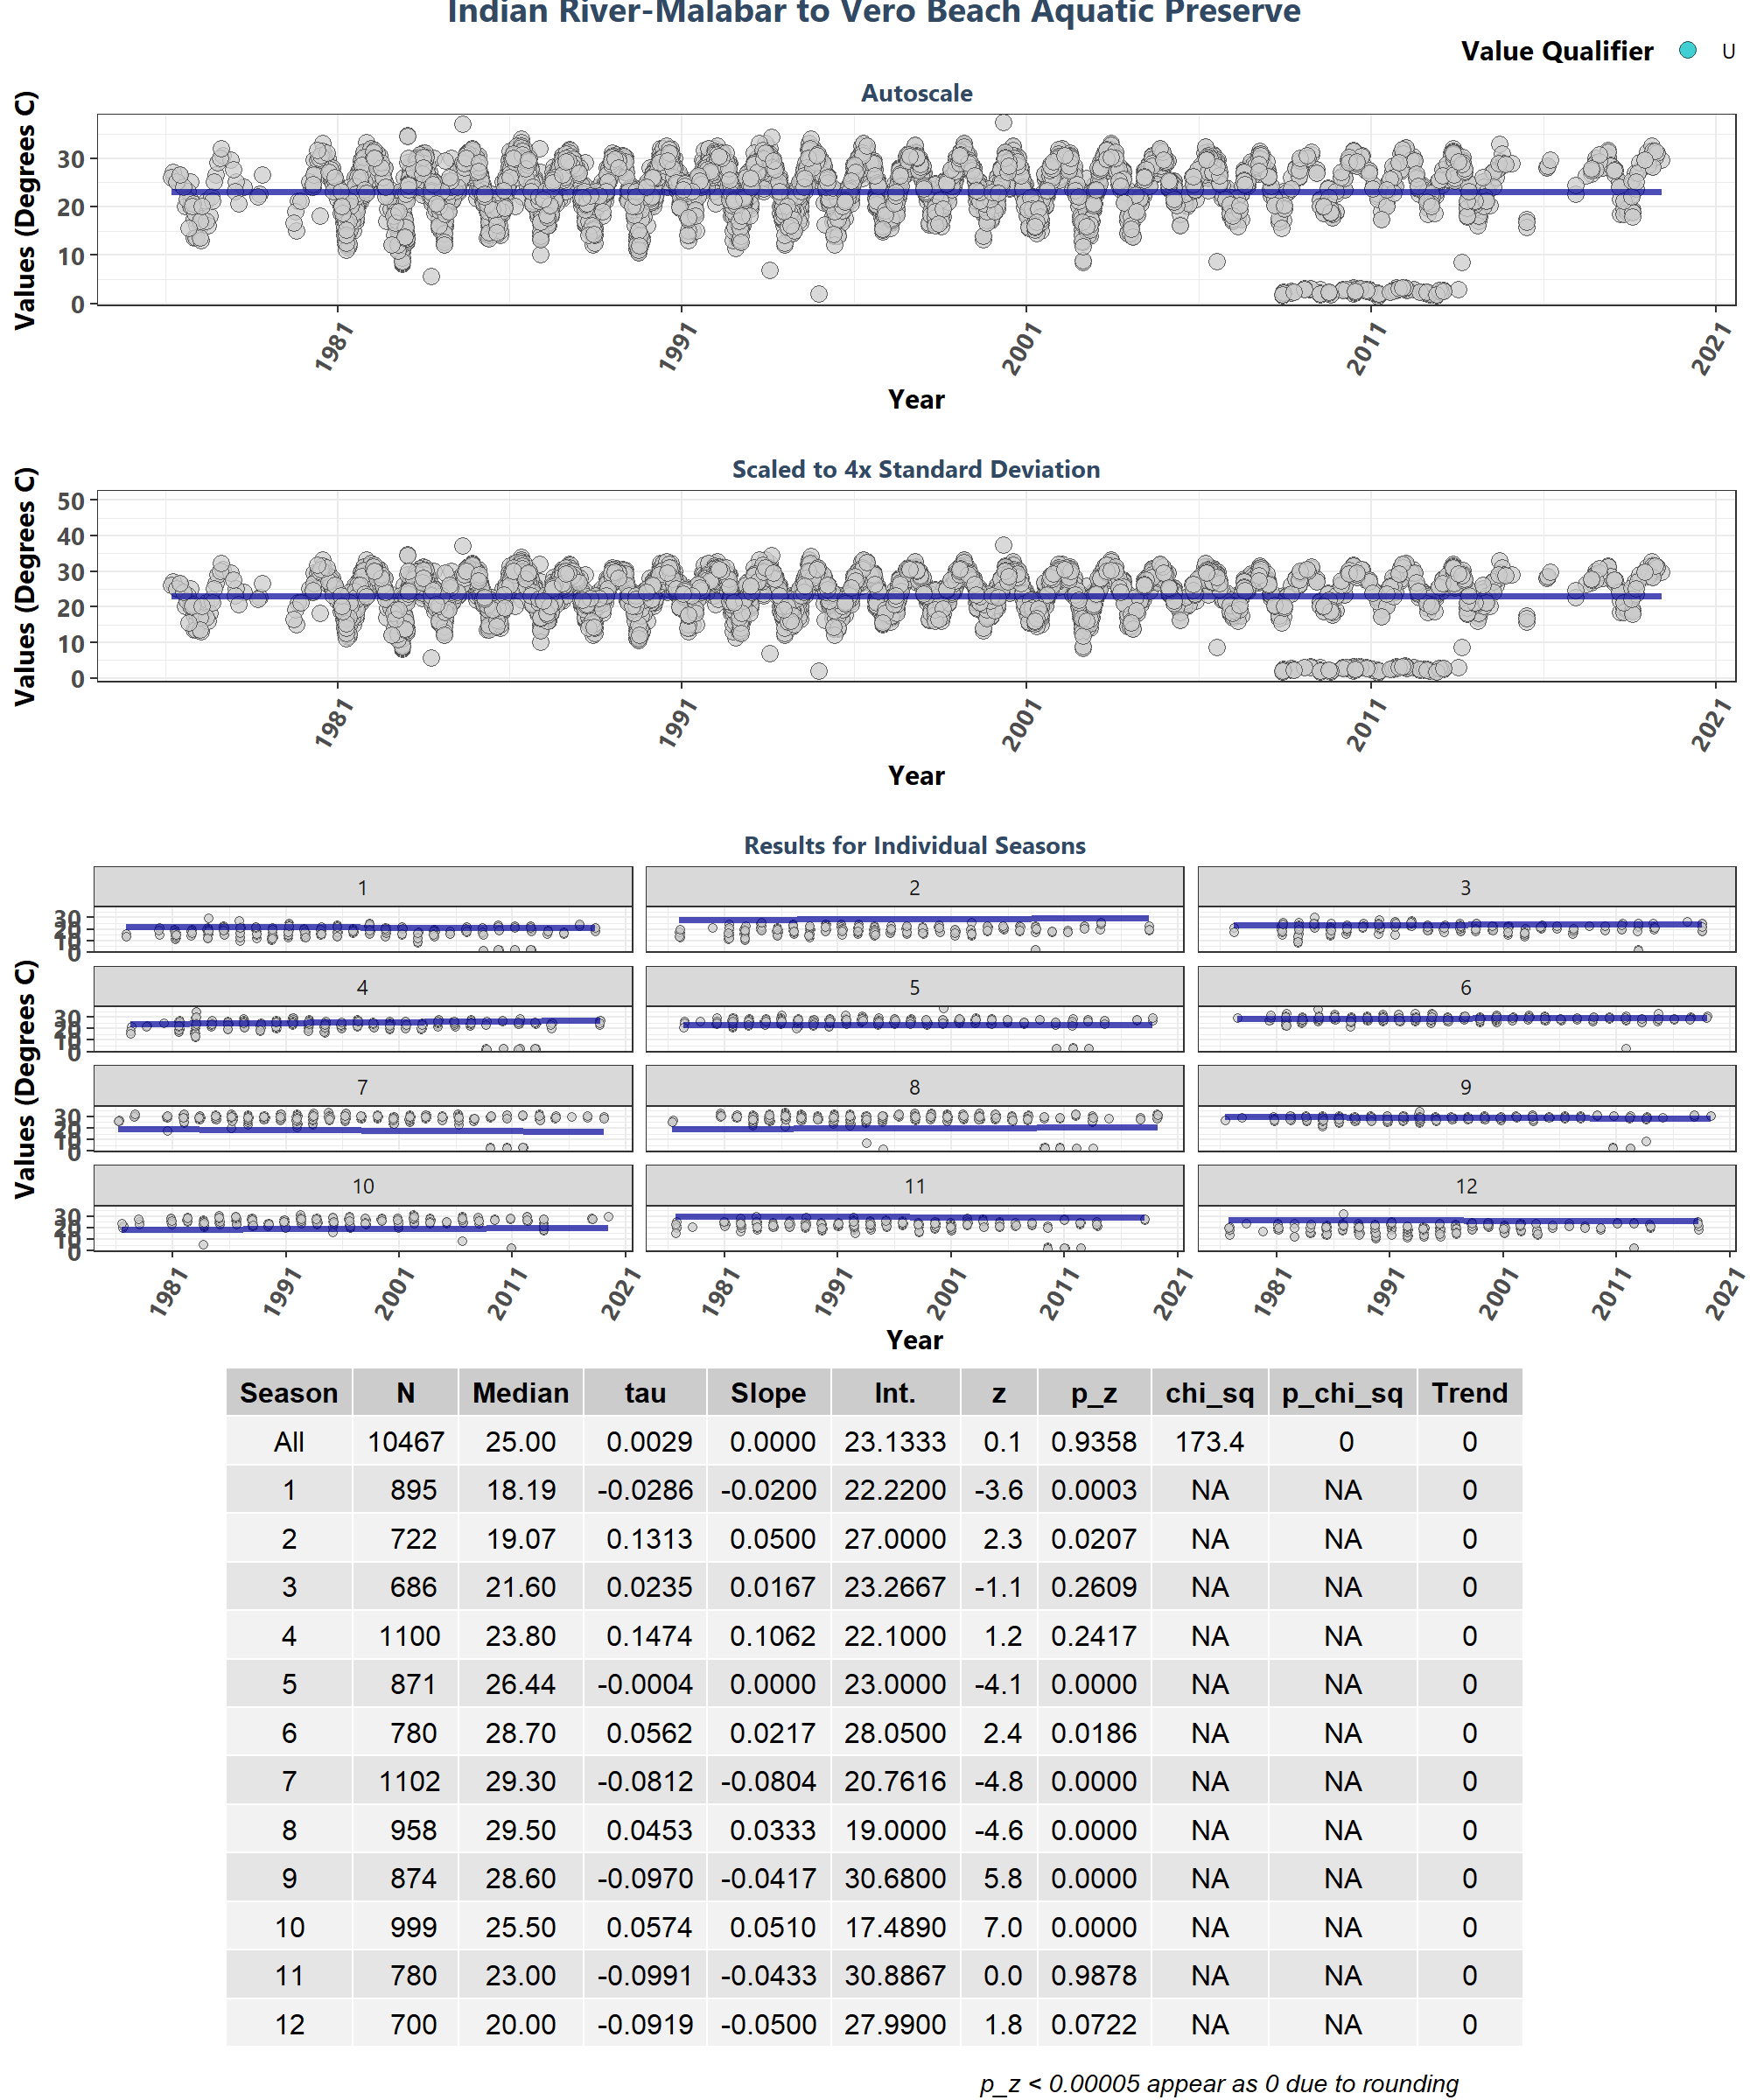 Indian River-Malabar to Vero Beach Aquatic Preserve
Value Qualifier U
Autoscale
Values (Degrees C)
30
20
10
0
1981 1991 2001 2011 2021
Year
Scaled to 4x Standard Deviation
Values (Degrees C)
50
40
30
20
10
0
1981 1991 2001 2011 2021
Year
Results for Individual Seasons
Values (Degrees C)
1 2 3
30
20
10
0
4 5 6
30
20
10
0
7 8 9
30
20
10
0
10 11 12
30
20
10
0
1981 1991 2001 2011 2021 1981 1991 2001 2011 2021 1981 1991 2001 2011 2021
Year
Season N Median tau Slope Int. z p_z chi_sq p_chi_sq Trend
All 10467 25.00 0.0029 0.0000 23.1333 0.1 0.9358 173.4 0 0
1 895 18.19 -0.0286 -0.0200 22.2200 -3.6 0.0003 NA NA 0
2 722 19.07 0.1313 0.0500 27.0000 2.3 0.0207 NA NA 0
3 686 21.60 0.0235 0.0167 23.2667 -1.1 0.2609 NA NA 0
4 1100 23.80 0.1474 0.1062 22.1000 1.2 0.2417 NA NA 0
5 871 26.44 -0.0004 0.0000 23.0000 -4.1 0.0000 NA NA 0
6 780 28.70 0.0562 0.0217 28.0500 2.4 0.0186 NA NA 0
7 1102 29.30 -0.0812 -0.0804 20.7616 -4.8 0.0000 NA NA 0
8 958 29.50 0.0453 0.0333 19.0000 -4.6 0.0000 NA NA 0
9 874 28.60 -0.0970 -0.0417 30.6800 5.8 0.0000 NA NA 0
10 999 25.50 0.0574 0.0510 17.4890 7.0 0.0000 NA NA 0
11 780 23.00 -0.0991 -0.0433 30.8867 0.0 0.9878 NA NA 0
12 700 20.00 -0.0919 -0.0500 27.9900 1.8 0.0722 NA NA 0
p_z < 0.00005 appear as 0 due to rounding